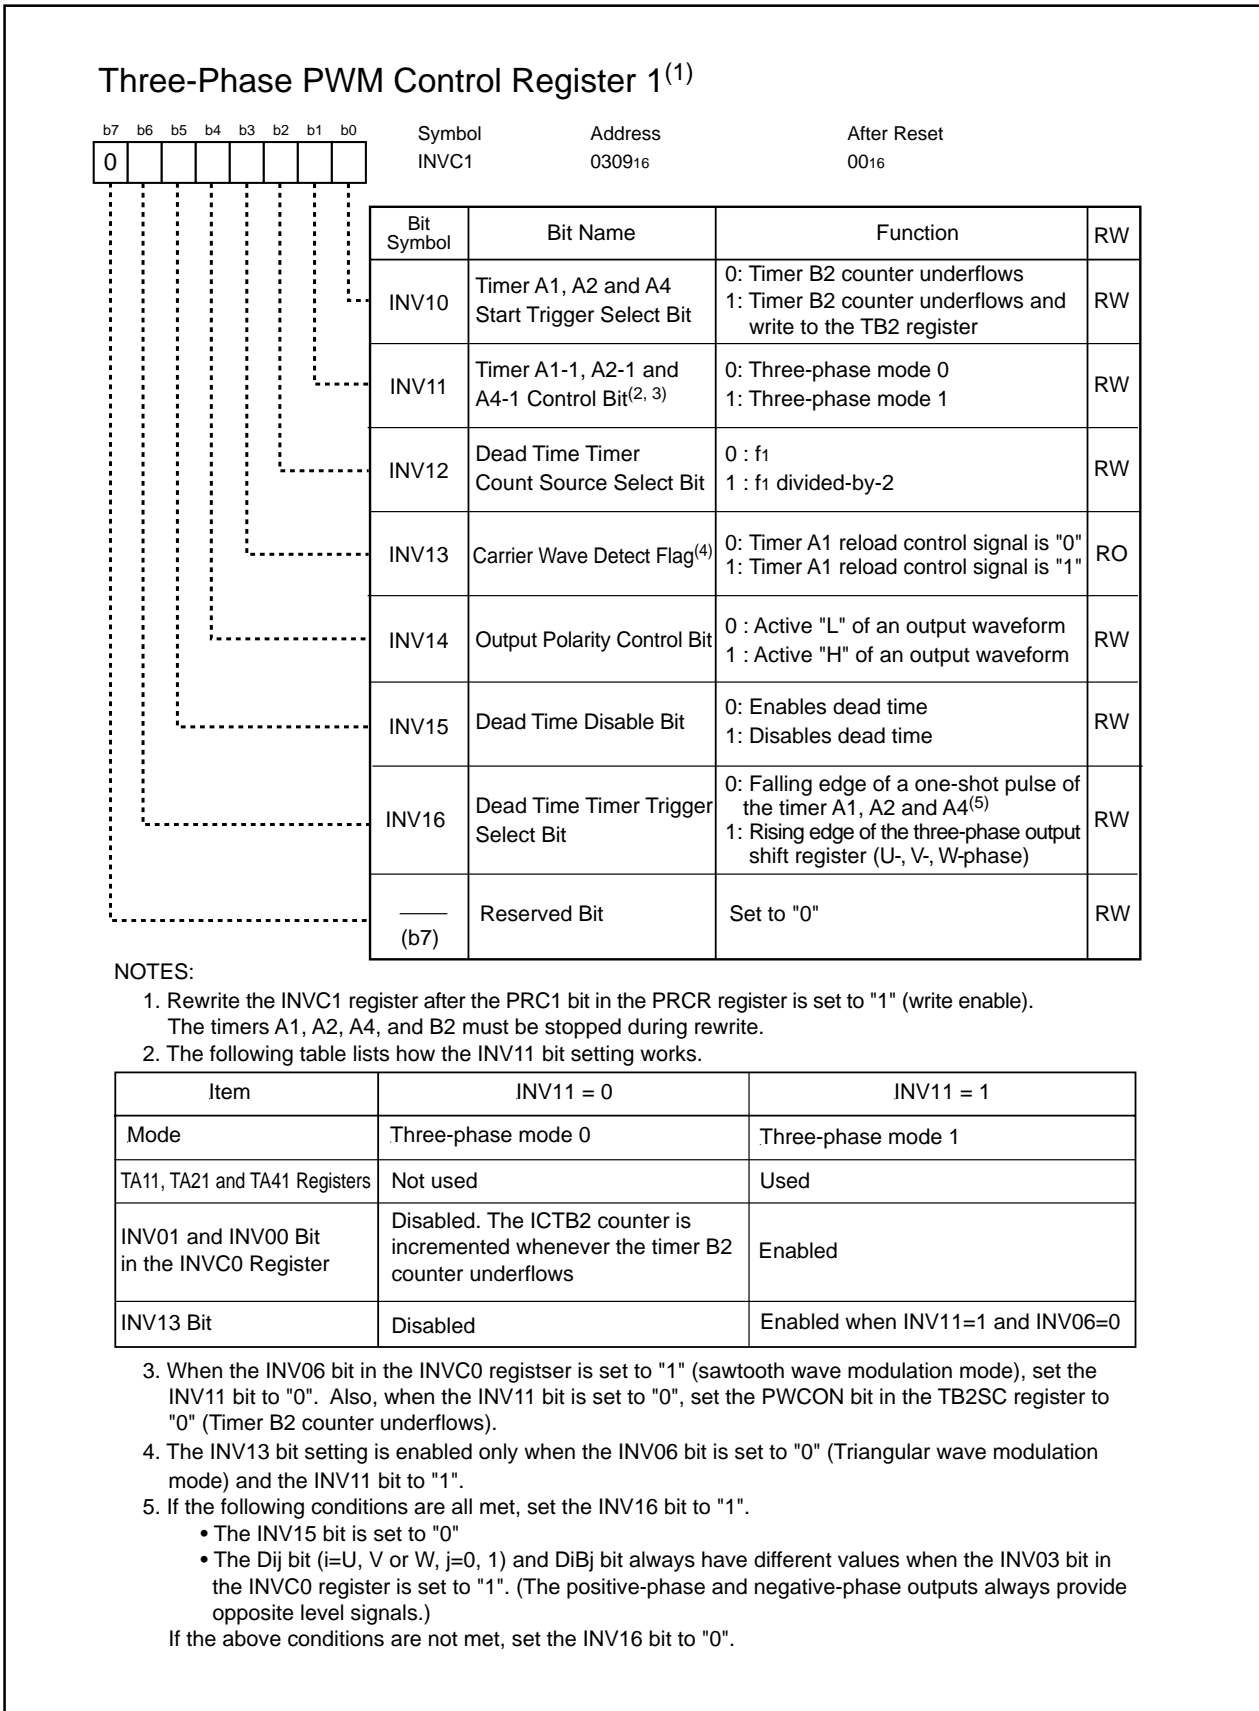 Three-Phase PWM Control Register 1(1)
b7 b6 b5 b4 b3 b2 b1 b0
Symbol Address After Reset
0
INVC1 030916 0016
Bit Symbol Bit Name Function RW
INV10
Timer A1, A2 and A4
Start Trigger Select Bit
0: Timer B2 counter underflows
1: Timer B2 counter underflows and
write to the TB2 register
RW
INV11
Timer A1-1, A2-1 and
A4-1 Control Bit(2, 3)
0: Three-phase mode 0
1: Three-phase mode 1
RW
INV12
Dead Time Timer
Count Source Select Bit
0 : f1
1 : f1 divided-by-2
RW
INV13
Carrier Wave Detect Flag(4)
0: Timer A1 reload control signal is "0"
1: Timer A1 reload control signal is "1"
RO
INV14
Output Polarity Control Bit
0 : Active "L" of an output waveform
1 : Active "H" of an output waveform
RW
INV15
Dead Time Disable Bit
0: Enables dead time
1: Disables dead time
RW
INV16
Dead Time Timer Trigger
Select Bit
0: Falling edge of a one-shot pulse of
the timer A1, A2 and A4(5)
1: Rising edge of the three-phase output
shift register (U-, V-, W-phase)
RW
(b7)
Reserved Bit
Set to "0"
RW
NOTES:
1. Rewrite the INVC1 register after the PRC1 bit in the PRCR register is set to "1" (write enable).
The timers A1, A2, A4, and B2 must be stopped during rewrite.
2. The following table lists how the INV11 bit setting works.
Item INV11 = 0 INV11 = 1
Mode Three-phase mode 0 Three-phase mode 1
TA11, TA21 and TA41 Registers Not used Used
INV01 and INV00 Bit
in the INVC0 Register
Disabled. The ICTB2 counter is
incremented whenever the timer B2
counter underflows
Enabled
INV13 Bit Disabled Enabled when INV11=1 and INV06=0
3. When the INV06 bit in the INVC0 registser is set to "1" (sawtooth wave modulation mode), set the
INV11 bit to "0". Also, when the INV11 bit is set to "0", set the PWCON bit in the TB2SC register to
"0" (Timer B2 counter underflows).
4. The INV13 bit setting is enabled only when the INV06 bit is set to "0" (Triangular wave modulation
mode) and the INV11 bit to "1".
5. If the following conditions are all met, set the INV16 bit to "1".
• The INV15 bit is set to "0"
• The Dij bit (i=U, V or W, j=0, 1) and DiBj bit always have different values when the INV03 bit in
the INVC0 register is set to "1". (The positive-phase and negative-phase outputs always provide
opposite level signals.)
If the above conditions are not met, set the INV16 bit to "0".